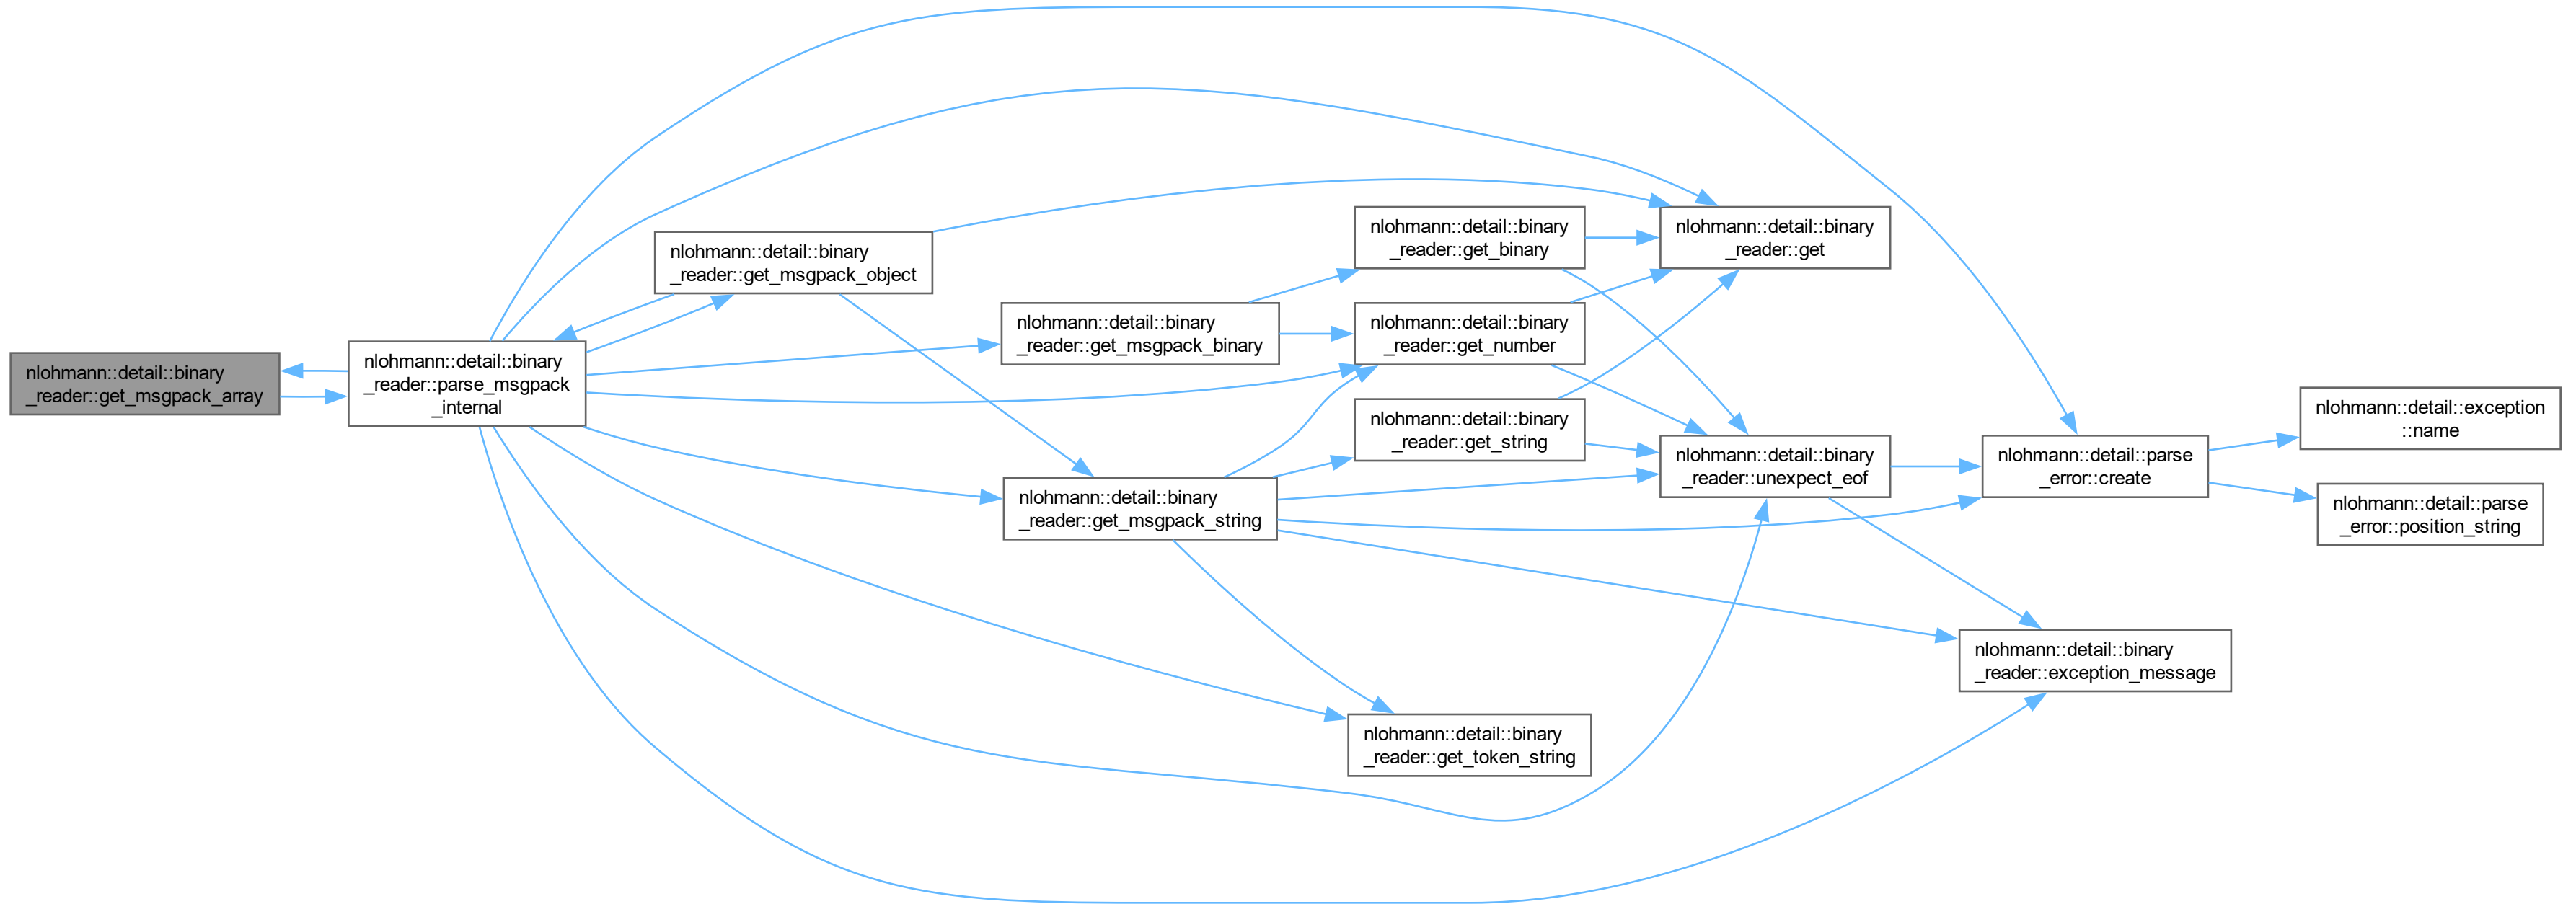 nlohmann::detail::binary
_reader::get_msgpack_array
nlohmann::detail::binary
_reader::parse_msgpack
_internal
nlohmann::detail::binary
_reader::get_msgpack_object
nlohmann::detail::binary
_reader::get_msgpack_binary
nlohmann::detail::binary
_reader::get_msgpack_string
nlohmann::detail::binary
_reader::get_binary
nlohmann::detail::binary
_reader::get_number
nlohmann::detail::binary
_reader::get_string
nlohmann::detail::binary
_reader::get_token_string
nlohmann::detail::binary
_reader::get
nlohmann::detail::binary
_reader::unexpect_eof
nlohmann::detail::parse
_error::create
nlohmann::detail::binary
_reader::exception_message
nlohmann::detail::exception
::name
nlohmann::detail::parse
_error::position_string